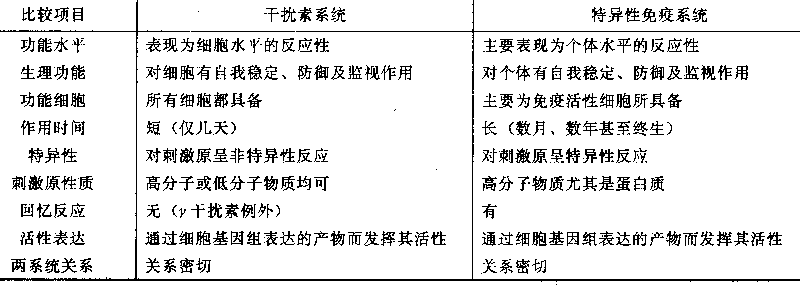 比较项目 干扰素系统 特异性免疫系统
功能水平 表现为细胞水平的反应性 主要表现为个体水平的反应性
生理功能 对细胞有自我稳定、防御及监视作用 对个体有自我稳定、防御及监视作用
功能细胞 所有细胞都具备 主要为免疫活性细胞所具备
作用时间 短（仅几天） 长（数月、数年甚至终生）
特异性 对刺激原呈非特异性反应 对刺激原呈特异性反应
刺激原性质 高分子或低分子物质均可 高分子物质尤其是蛋白质
回忆反应 无（γ干扰素例外） 有
活性表达 通过细胞基因组表达的产物而发挥其活性 通过细胞基因组表达的产物而发挥其活性
两系统关系 关系密切 关系密切